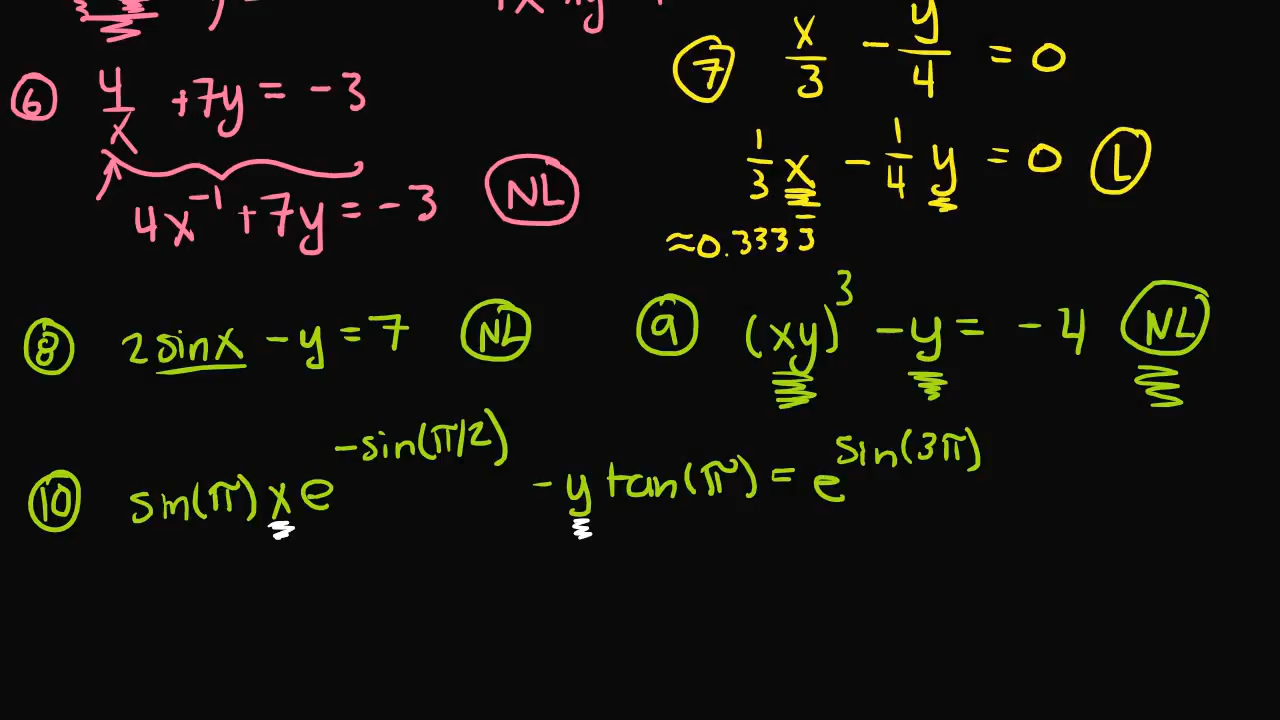 ⑥ 4/x + 7y = -3
4x⁻¹ + 7y = -3 NL
⑦ x/3 - y/4 = 0
1/3 x - 1/4 y = 0 L
≈0.3333
⑧ 2sinx - y = 7 NL
⑨ (xy)³ - y = -4 NL
⑩ sin(π) x e^(-sin(π/2)) - y tan(π) = e^(sin(3π))